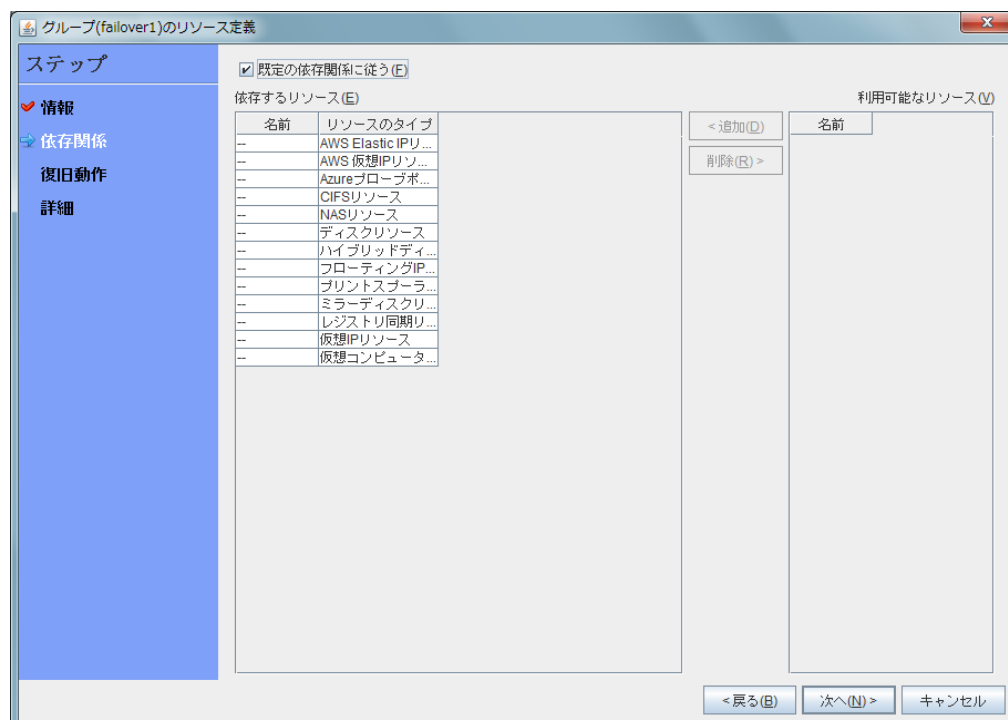 グループ(failover1)のリソース定義
ステップ
情報
依存関係
復旧動作
詳細
既定の依存関係に従う(F)
依存するリソース(E)
利用可能なリソース(V)
名前 リソースのタイプ
-- AWS Elastic IPリ...
-- AWS 仮想IPリソ...
-- Azureプローブポ...
-- CIFSリソース
-- NASリソース
-- ディスクリソース
-- ハイブリッドディ...
-- フローティングIP...
-- プリントスプーラ...
-- ミラーディスクリ...
-- レジストリ同期リ...
-- 仮想IPリソース
-- 仮想コンピュータ...
< 追加(D)
削除(R) >
名前
< 戻る(B) 次へ(N) > キャンセル